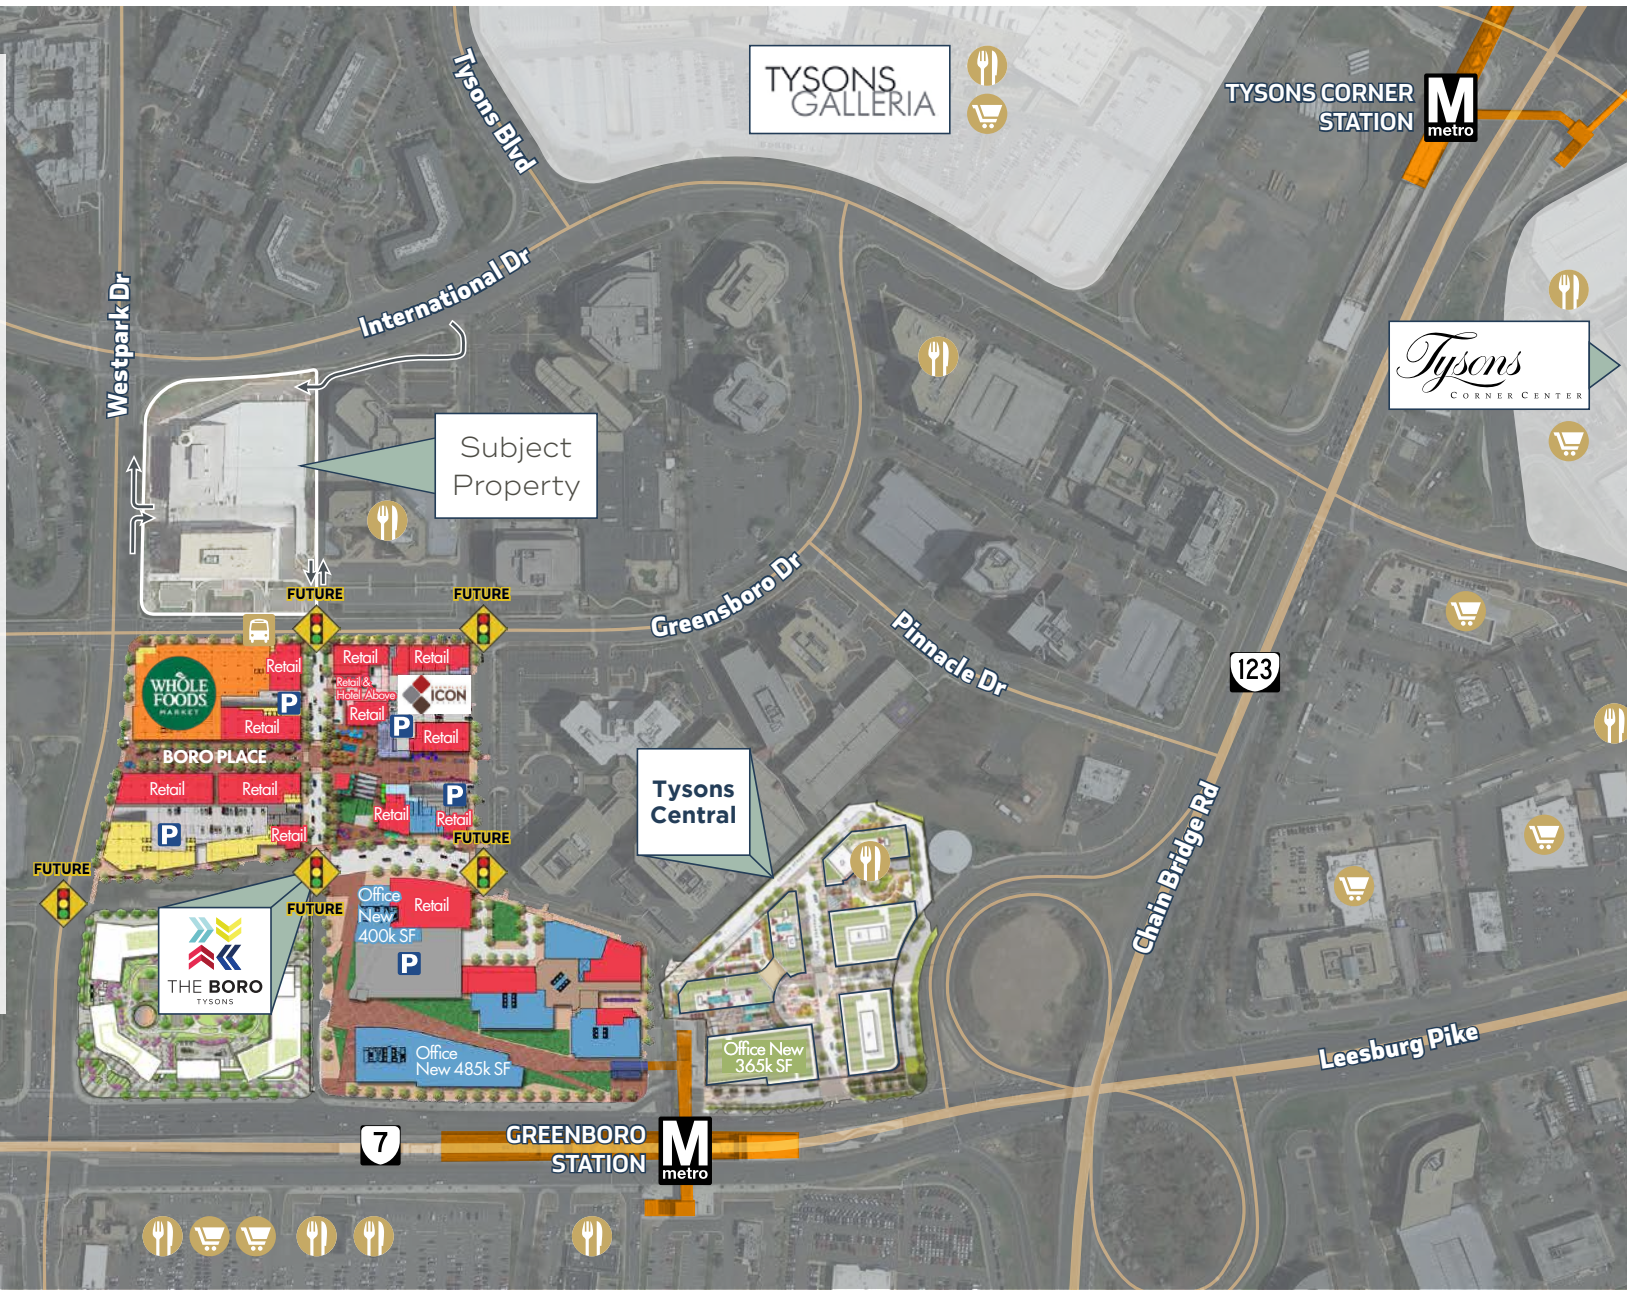 TYSONS
GALLERIA
TYSONS CORNER
STATION
M
metro
Tysons Blvd
International Dr
Westpark Dr
Tysons
CORNER CENTER
Subject
Property
FUTURE
FUTURE
Greensboro Dr
Pinnacle Dr
123
WHOLE
FOODS
MARKET
Retail
Retail
Retail
Retail &
Hotel Above
ICON
P
Retail
P
Retail
Retail
BORO PLACE
Retail
Retail
P
Retail
Retail
P
Retail
FUTURE
Tysons
Central
Chain Bridge Rd
FUTURE
FUTURE
Office
New
400k SF
Retail
P
THE BORO
TYSONS
Office
New 485k SF
Office New
365k SF
Leesburg Pike
7
GREENBORO
STATION
M
metro